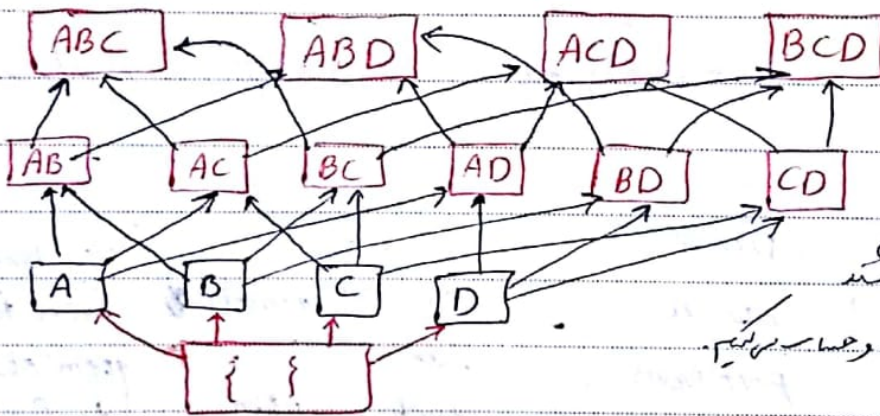 ABC ABD ACD BCD
AB AC BC AD BD CD
A B C D
{ }